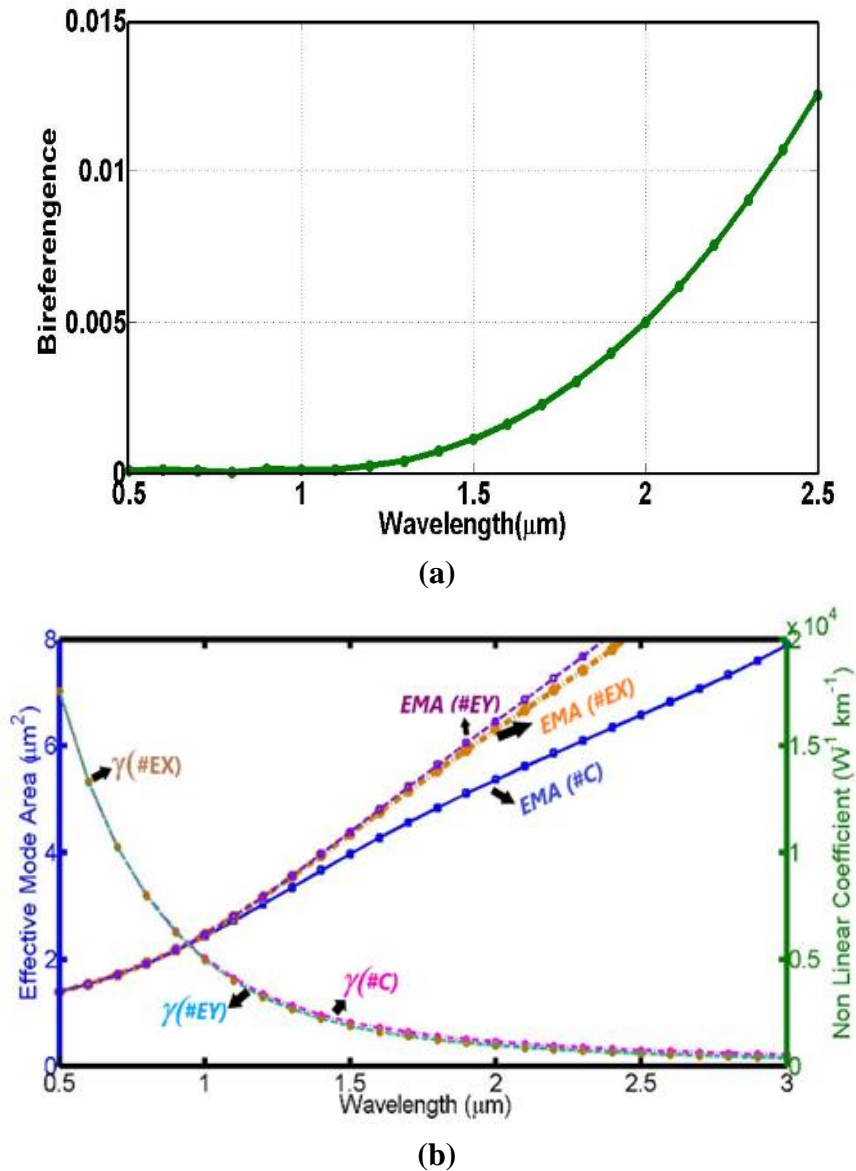 0.015
0.01
0.005
0
Bireferengence
0.5 1 1.5 2 2.5
Wavelength(μm)
(a)
8
6
4
2
0
Effective Mode Area (μm²)
x 10⁴
2
1.5
1
0.5
0
Non Linear Coefficient (W⁻¹ km⁻¹)
γ(#EX)
EMA (#EY)
EMA (#EX)
EMA (#C)
γ(#EY)
γ(#C)
0.5 1 1.5 2 2.5 3
Wavelength (μm)
(b)